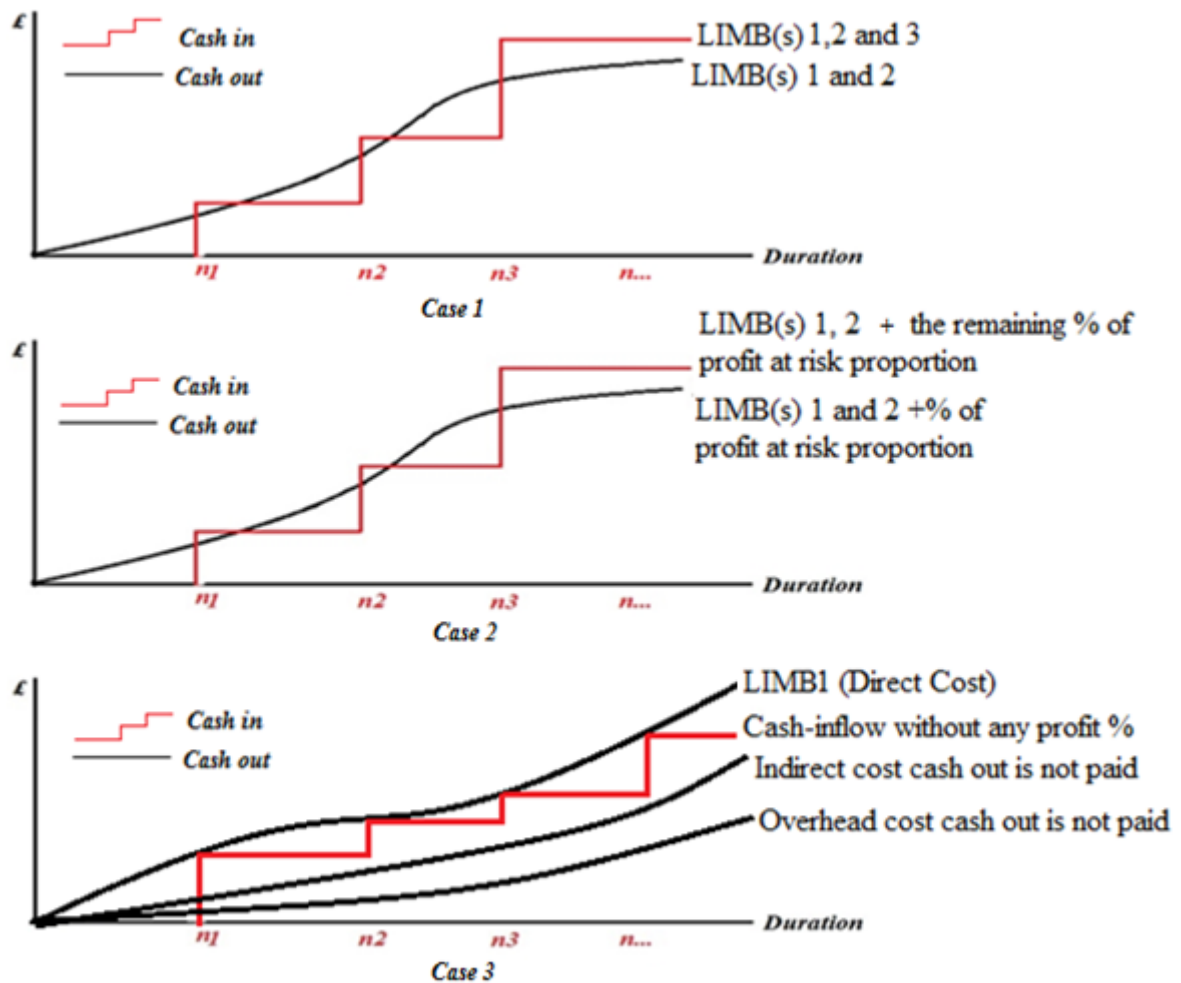 £
Cash in
Cash out
LIMB(s) 1,2 and 3
LIMB(s) 1 and 2
Duration
n1 n2 n3 n...
Case 1
£
Cash in
Cash out
LIMB(s) 1, 2 + the remaining % of
profit at risk proportion
LIMB(s) 1 and 2 +% of
profit at risk proportion
Duration
n1 n2 n3 n...
Case 2
£
Cash in
Cash out
LIMB1 (Direct Cost)
Cash-inflow without any profit %
Indirect cost cash out is not paid
Overhead cost cash out is not paid
Duration
n1 n2 n3 n...
Case 3